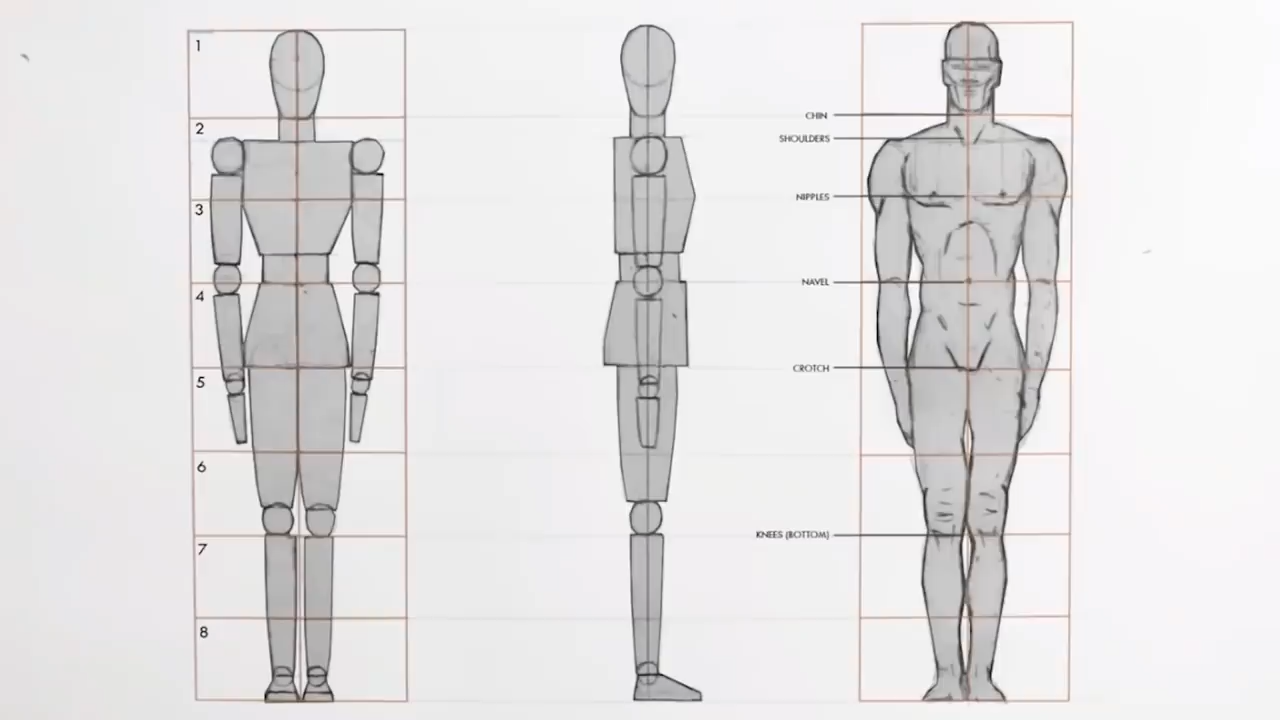 1
2
3
4
5
6
7
8
CHIN
SHOULDERS
NIPPLES
NAVEL
CROTCH
KNEES (BOTTOM)